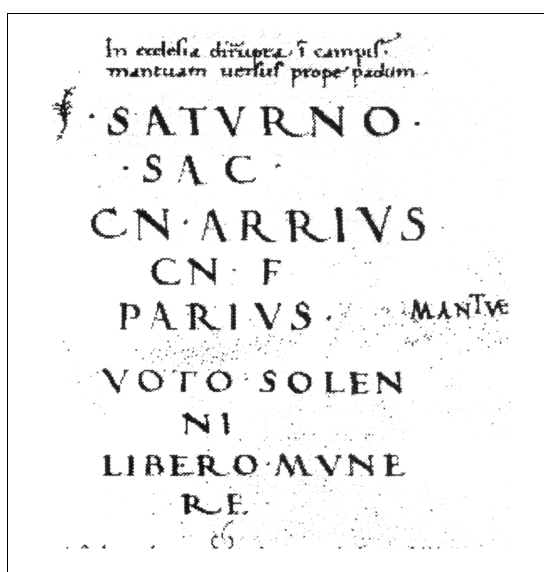 In ecclesia dirrupta ī campis
mantuam uersus prope padum.
· SATVRNO ·
· SAC ·
CN · ARRIVS
CN · F
PARIVS · MANTVE
VOTO · SOLEN
NI
LIBERO · MVNE
RE